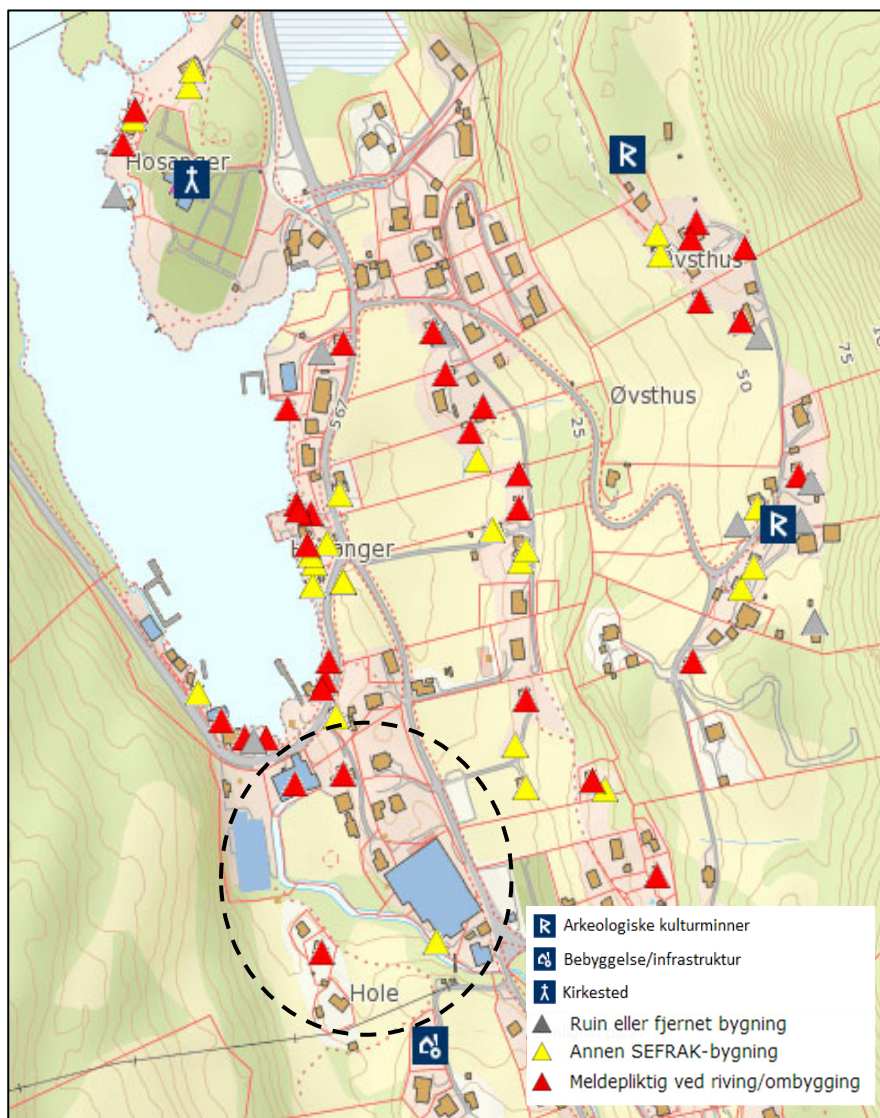 Hosanger
Øvsthus
75
50
Øvsthus
567
25
Hole
Arkeologiske kulturminner
Bebyggelse/infrastruktur
Kirkested
Ruin eller fjernet bygning
Annen SEFRAK-bygning
Meldepliktig ved riving/ombygging